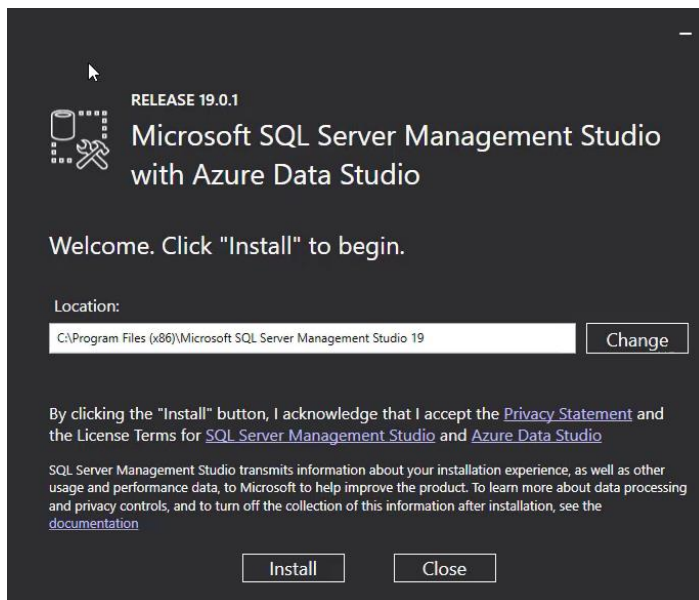 RELEASE 19.0.1
Microsoft SQL Server Management Studio
with Azure Data Studio
Welcome. Click "Install" to begin.
Location:
C:\Program Files (x86)\Microsoft SQL Server Management Studio 19
Change
By clicking the "Install" button, I acknowledge that I accept the Privacy Statement and
the License Terms for SQL Server Management Studio and Azure Data Studio
SQL Server Management Studio transmits information about your installation experience, as well as other
usage and performance data, to Microsoft to help improve the product. To learn more about data processing
and privacy controls, and to turn off the collection of this information after installation, see the
documentation
Install Close